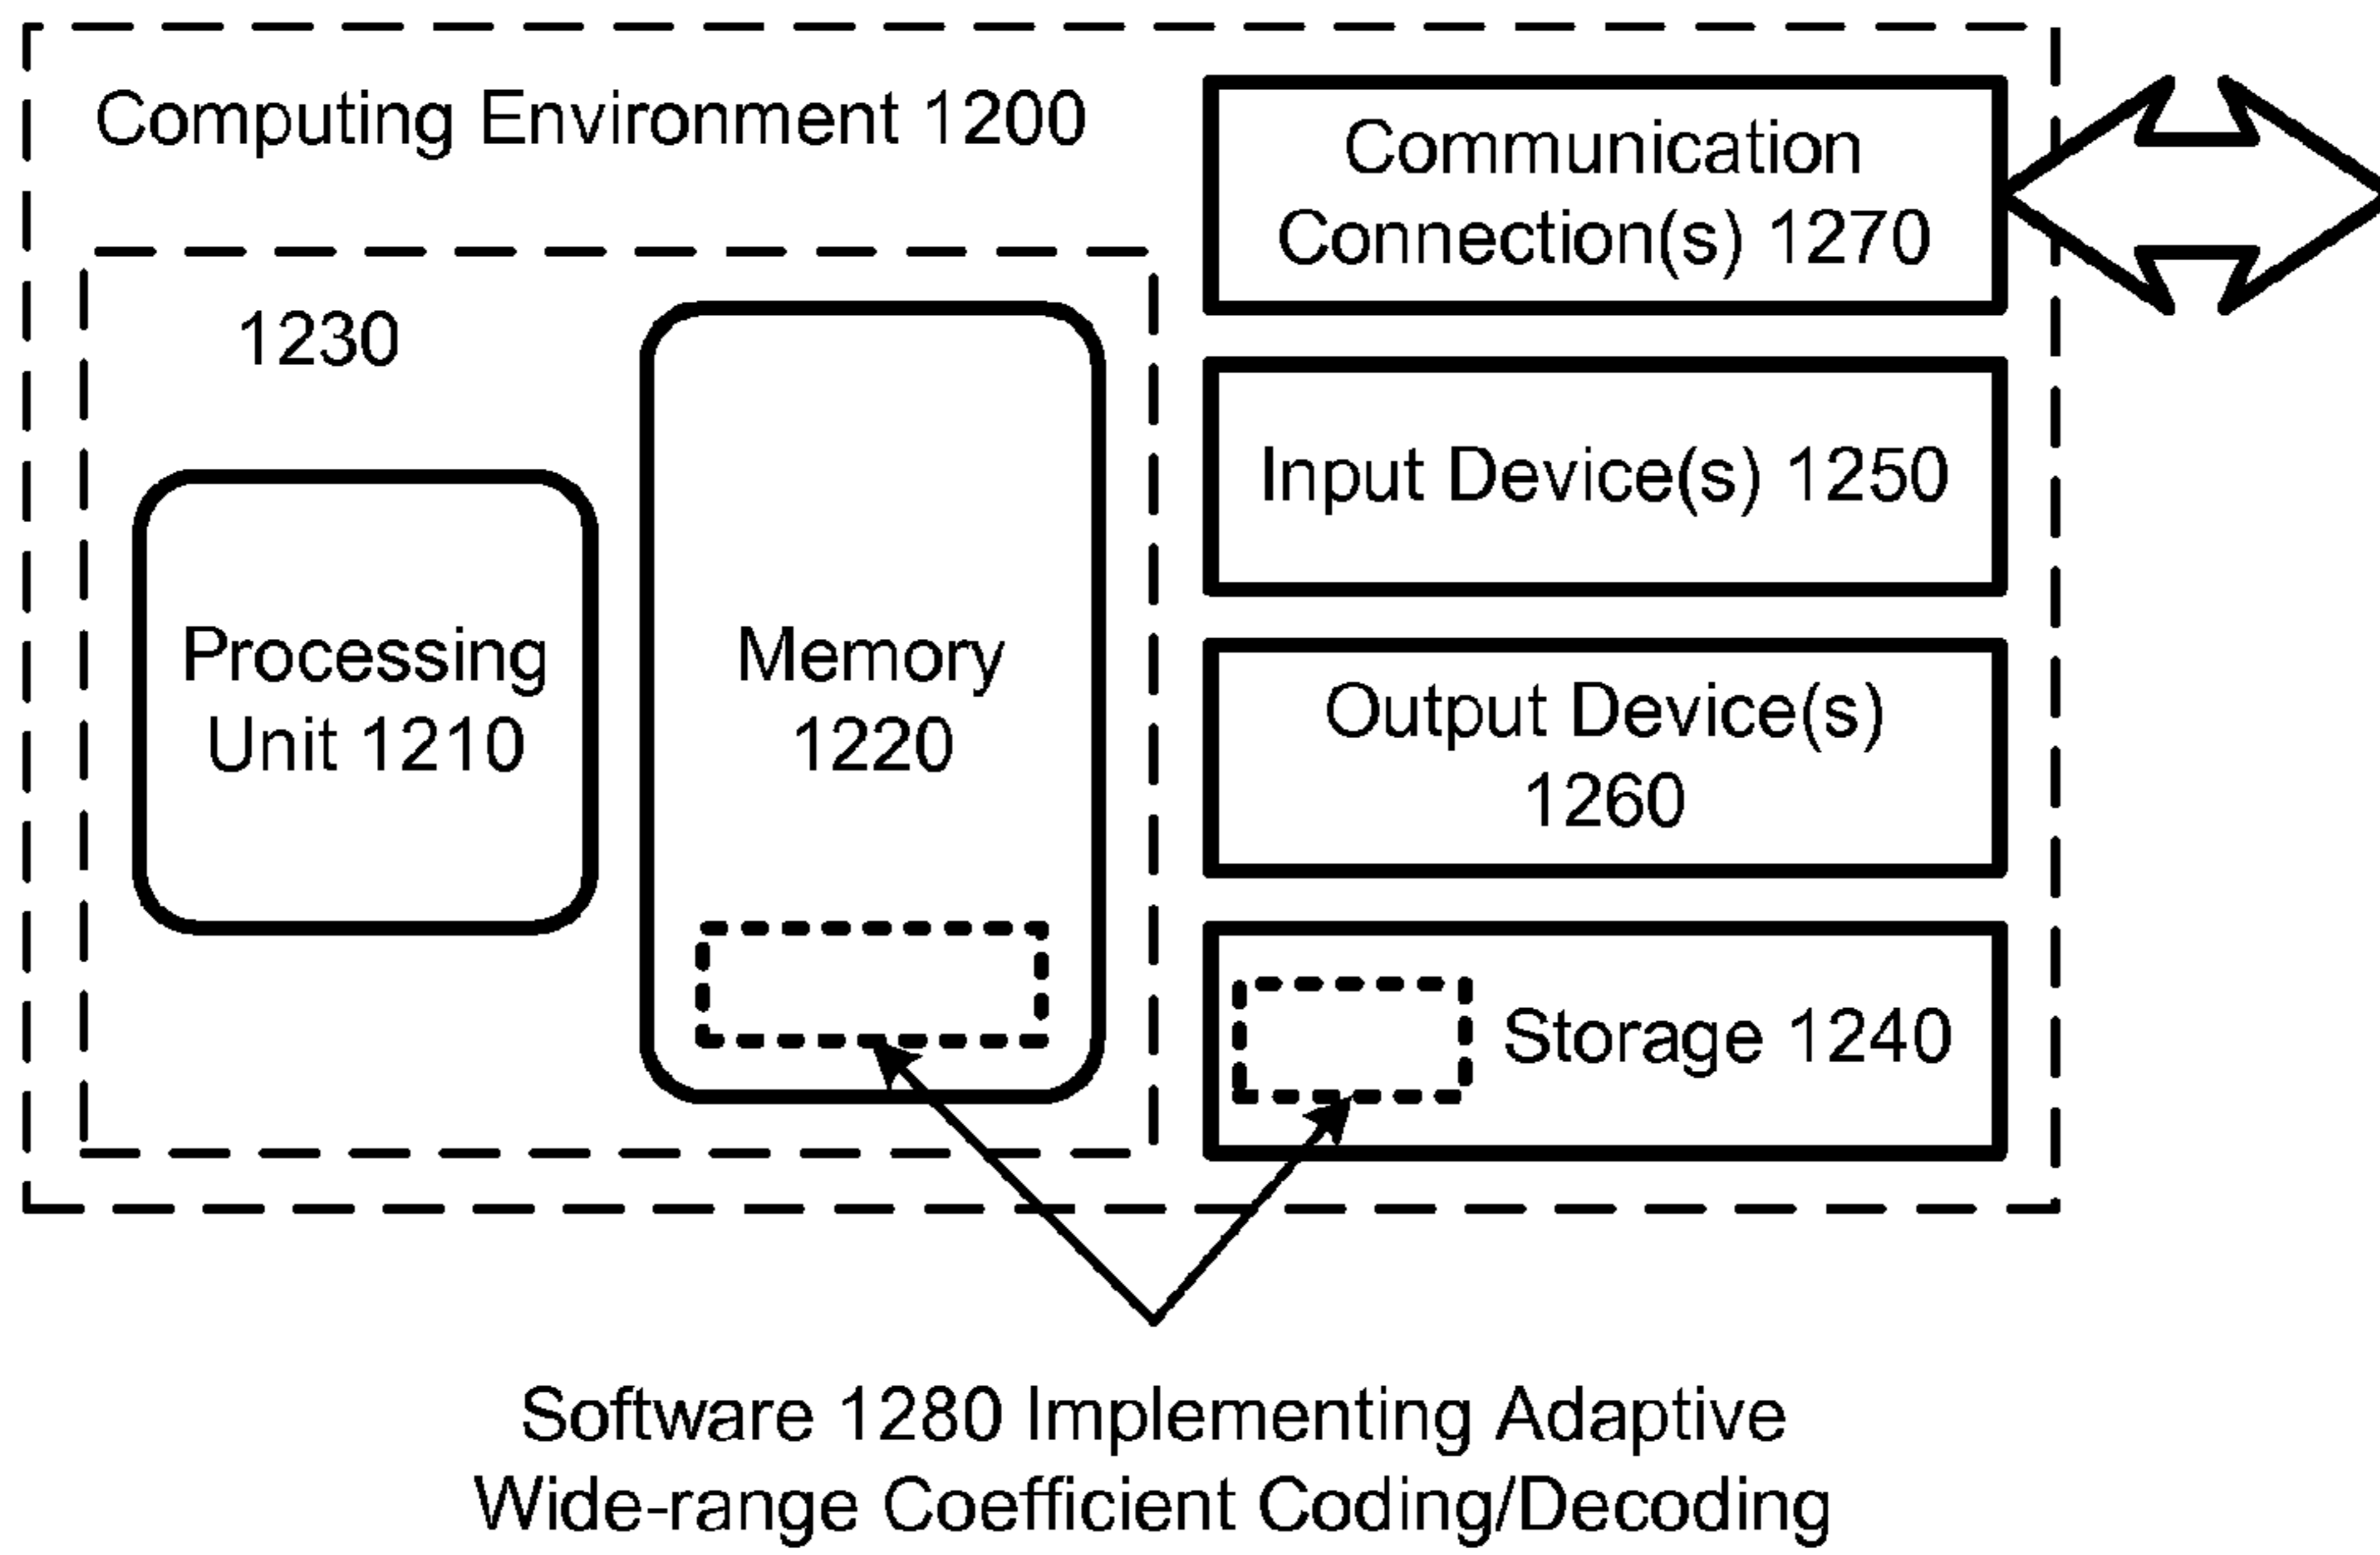 Computing Environment 1200
1230
Processing
Unit 1210
Memory
1220
Communication
Connection(s) 1270
Input Device(s) 1250
Output Device(s)
1260
Storage 1240
Software 1280 Implementing Adaptive
Wide-range Coefficient Coding/Decoding